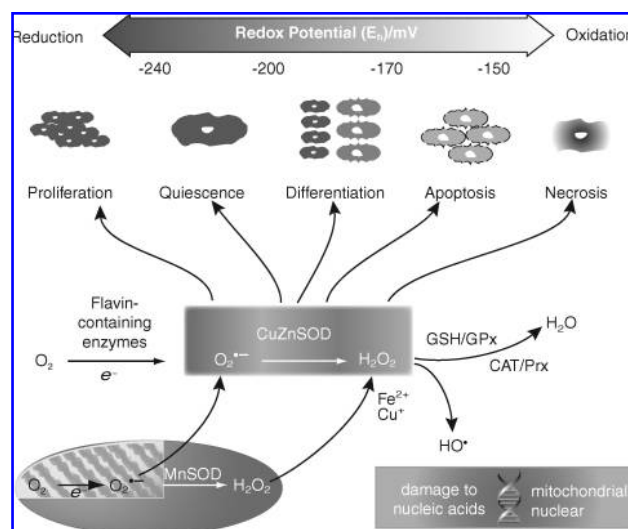 Reduction
Redox Potential (Eₕ)/mV
Oxidation
-240 -200 -170 -150
Proliferation Quiescence Differentiation Apoptosis Necrosis
Flavin-
containing
enzymes
O₂
e⁻
CuZnSOD
O₂•− H₂O₂
GSH/GPx
H₂O
CAT/Prx
Fe²⁺
Cu⁺
HO•
O₂ e⁻ O₂•− MnSOD H₂O₂
damage to
nucleic acids
mitochondrial
nuclear